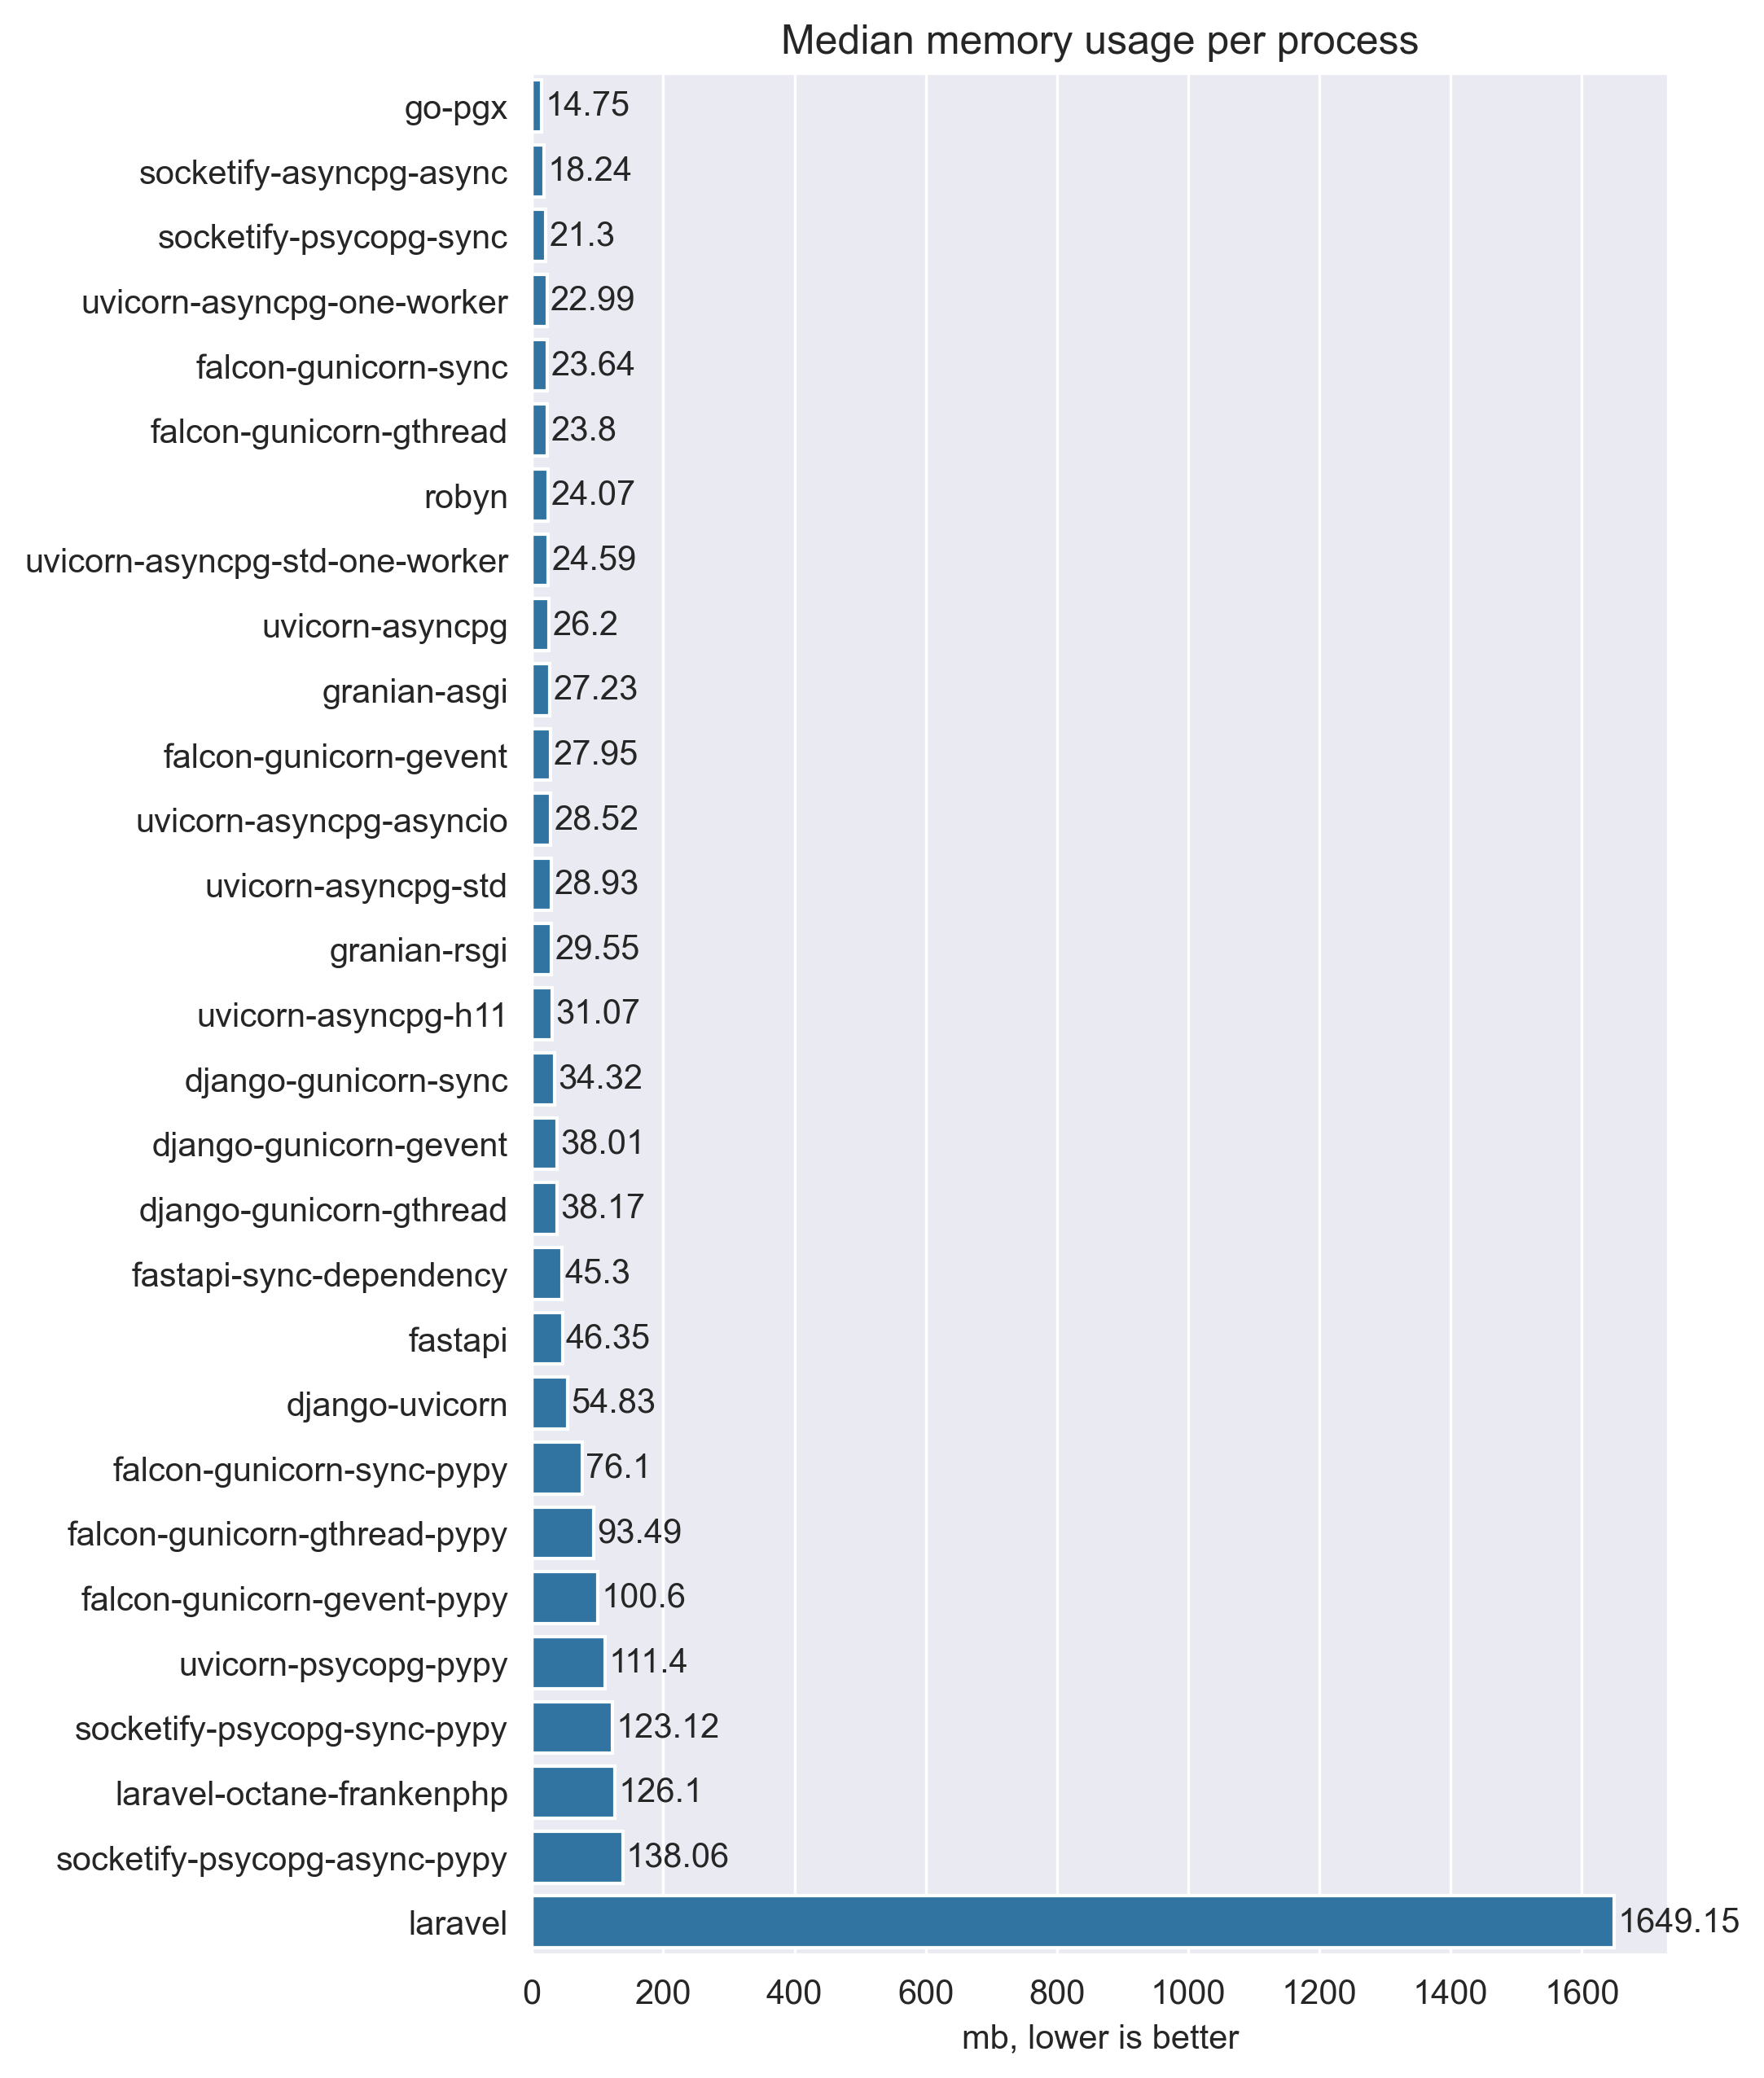 Median memory usage per process
go-pgx 14.75
socketify-asyncpg-async 18.24
socketify-psycopg-sync 21.3
uvicorn-asyncpg-one-worker 22.99
falcon-gunicorn-sync 23.64
falcon-gunicorn-gthread 23.8
robyn 24.07
uvicorn-asyncpg-std-one-worker 24.59
uvicorn-asyncpg 26.2
granian-asgi 27.23
falcon-gunicorn-gevent 27.95
uvicorn-asyncpg-asyncio 28.52
uvicorn-asyncpg-std 28.93
granian-rsgi 29.55
uvicorn-asyncpg-h11 31.07
django-gunicorn-sync 34.32
django-gunicorn-gevent 38.01
django-gunicorn-gthread 38.17
fastapi-sync-dependency 45.3
fastapi 46.35
django-uvicorn 54.83
falcon-gunicorn-sync-pypy 76.1
falcon-gunicorn-gthread-pypy 93.49
falcon-gunicorn-gevent-pypy 100.6
uvicorn-psycopg-pypy 111.4
socketify-psycopg-sync-pypy 123.12
laravel-octane-frankenphp 126.1
socketify-psycopg-async-pypy 138.06
laravel 1649.15
0 200 400 600 800 1000 1200 1400 1600
mb, lower is better